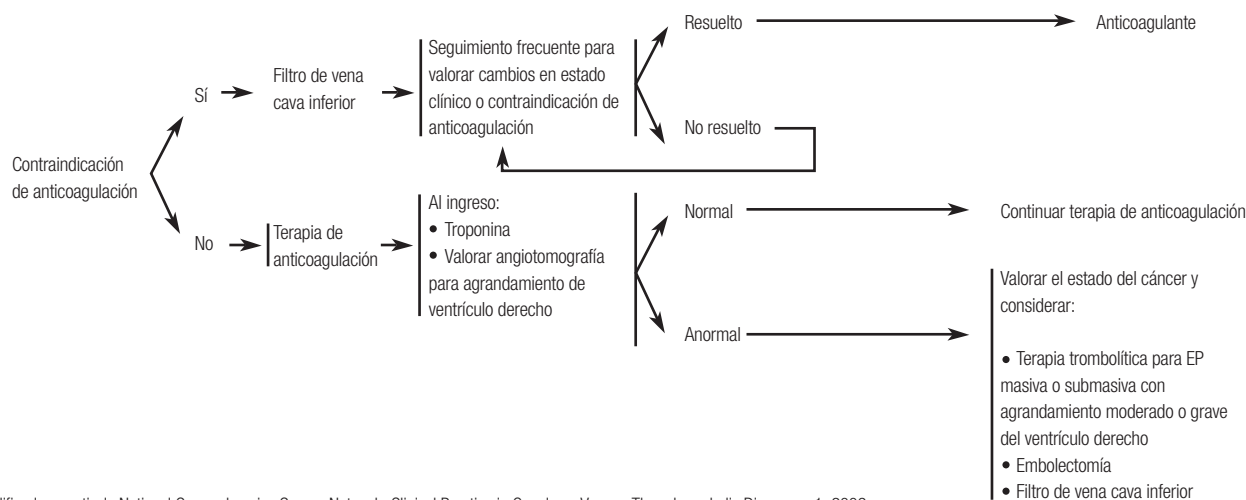 Contraindicación
de anticoagulación
Sí
Filtro de vena
cava inferior
Seguimiento frecuente para
valorar cambios en estado
clínico o contraindicación de
anticoagulación
Resuelto
Anticoagulante
No resuelto
No
Terapia de
anticoagulación
Al ingreso:
• Troponina
• Valorar angiotomografía
para agrandamiento de
ventrículo derecho
Normal
Continuar terapia de anticoagulación
Anormal
Valorar el estado del cáncer y
considerar:
• Terapia trombolítica para EP
masiva o submasiva con
agrandamiento moderado o grave
del ventrículo derecho
• Embolectomía
• Filtro de vena cava inferior